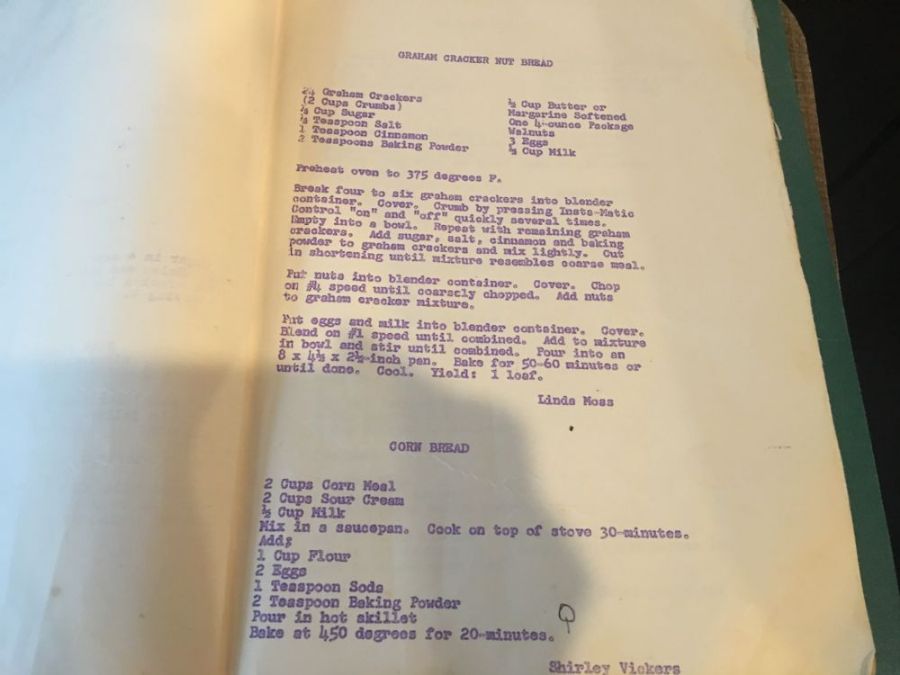 GRAHAM CRACKER NUT BREAD
24 Graham Crackers
(2 Cups Crumbs)
Cup Sugar
Teaspoon Salt
1 Teaspoon Cinnamon
2 Teaspoons Baking Powder
½ Cup Butter or
Margarine Softened
One 4-ounce Package
Walnuts
3 Eggs
½ Cup Milk
Preheat oven to 375 degrees F.
Break four to six graham crackers into blender
container. Cover. Crumb by pressing Insta-Matic
Control "on" and "off" quickly several times.
Empty into a bowl. Repeat with remaining graham
crackers. Add sugar, salt, cinnamon and baking
powder to graham crackers and mix lightly. Cut
in shortening until mixture resembles coarse meal.
Put nuts into blender container. Cover. Chop
on #4 speed until coarsely chopped. Add nuts
to graham cracker mixture.
Put eggs and milk into blender container. Cover.
Blend on #1 speed until combined. Add to mixture
in bowl and stir until combined. Pour into an
8 x 4½ x 2½-inch pan. Bake for 50-60 minutes or
until done. Cool. Yield: 1 loaf.
Linda Moss
CORN BREAD
2 Cups Corn Meal
2 Cups Sour Cream
½ Cup Milk
Mix in a saucepan. Cook on top of stove 30-minutes.
Add;
1 Cup Flour
2 Eggs
1 Teaspoon Soda
2 Teaspoon Baking Powder
Pour in hot skillet
Bake at 450 degrees for 20-minutes.
Shirley Vickers